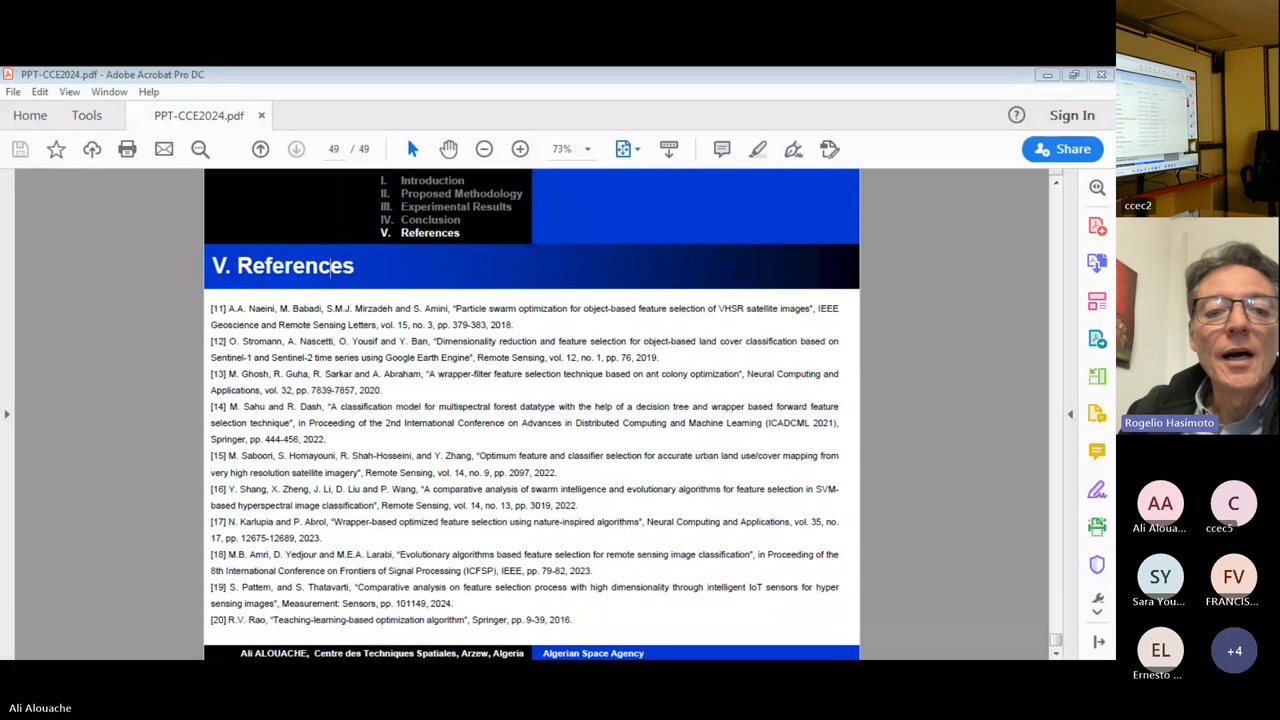 PPT-CCE2024.pdf - Adobe Acrobat Pro DC
File Edit View Window Help
Home Tools PPT-CCE2024.pdf × Sign In
49 / 49 73% Share
I. Introduction
II. Proposed Methodology
III. Experimental Results
IV. Conclusion
V. References
V. References
[11] A.A. Naeini, M. Babadi, S.M.J. Mirzadeh and S. Amini, “Particle swarm optimization for object-based feature selection of VHSR satellite images”, IEEE
Geoscience and Remote Sensing Letters, vol. 15, no. 3, pp. 379-383, 2018.
[12] O. Stromann, A. Nascetti, O. Yousif and Y. Ban, “Dimensionality reduction and feature selection for object-based land cover classification based on
Sentinel-1 and Sentinel-2 time series using Google Earth Engine”, Remote Sensing, vol. 12, no. 1, pp. 76, 2019.
[13] M. Ghosh, R. Guha, R. Sarkar and A. Abraham, “A wrapper-filter feature selection technique based on ant colony optimization”, Neural Computing and
Applications, vol. 32, pp. 7839-7857, 2020.
[14] M. Sahu and R. Dash, “A classification model for multispectral forest datatype with the help of a decision tree and wrapper based forward feature
selection technique”, in Proceeding of the 2nd International Conference on Advances in Distributed Computing and Machine Learning (ICADCML 2021),
Springer, pp. 444-456, 2022.
[15] M. Saboori, S. Homayouni, R. Shah-Hosseini, and Y. Zhang, “Optimum feature and classifier selection for accurate urban land use/cover mapping from
very high resolution satellite imagery”, Remote Sensing, vol. 14, no. 9, pp. 2097, 2022.
[16] Y. Shang, X. Zheng, J. Li, D. Liu and P. Wang, “A comparative analysis of swarm intelligence and evolutionary algorithms for feature selection in SVM-
based hyperspectral image classification”, Remote Sensing, vol. 14, no. 13, pp. 3019, 2022.
[17] N. Karlupia and P. Abrol, “Wrapper-based optimized feature selection using nature-inspired algorithms”, Neural Computing and Applications, vol. 35, no.
17, pp. 12675-12689, 2023.
[18] M.B. Amri, D. Yedjour and M.E.A. Larabi, “Evolutionary algorithms based feature selection for remote sensing image classification”, in Proceeding of the
8th International Conference on Frontiers of Signal Processing (ICFSP), IEEE, pp. 79-82, 2023.
[19] S. Pattem, and S. Thatavarti, “Comparative analysis on feature selection process with high dimensionality through intelligent IoT sensors for hyper
sensing images”, Measurement: Sensors, pp. 101149, 2024.
[20] R.V. Rao, “Teaching-learning-based optimization algorithm”, Springer, pp. 9-39, 2016.
Ali ALOUACHE, Centre des Techniques Spatiales, Arzew, Algeria Algerian Space Agency
Ali Alouache
ccec2
Rogelio Hasimoto
AA C
Ali Aloua... ccec5
SY FV
Sara You... FRANCIS...
EL +4
Ernesto ...